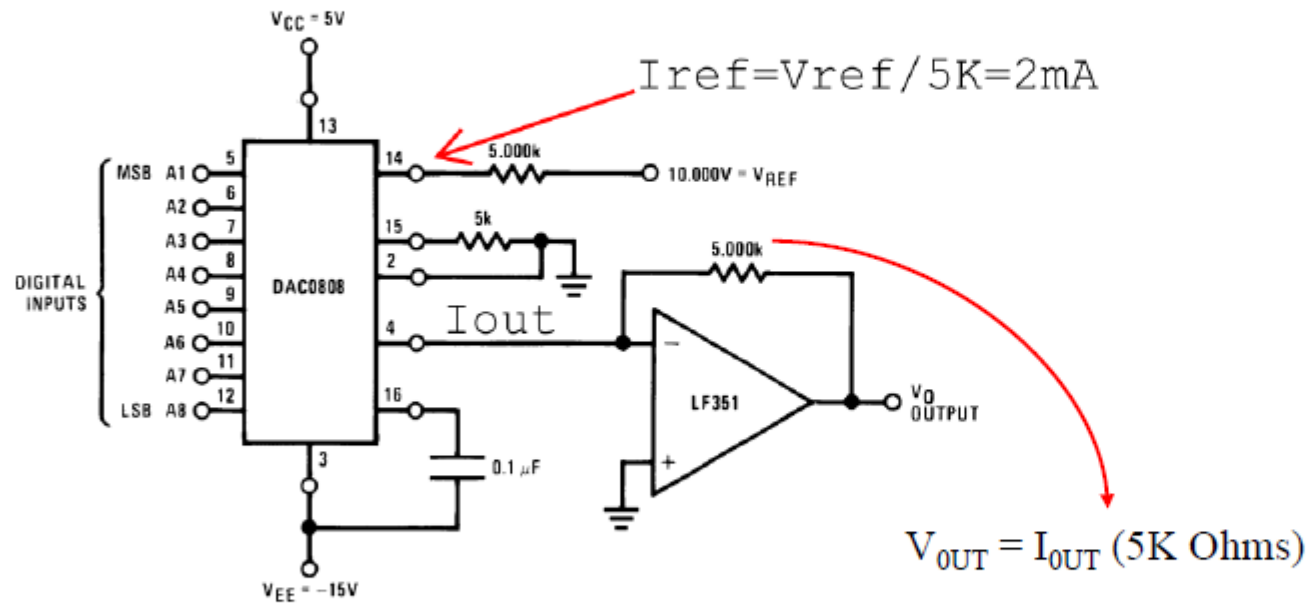 VCC = 5V
Iref=Vref/5K=2mA
13
14
5.000k
10.000V = VREF
MSB A1 5
A2 6
A3 7
A4 8
A5 9
A6 10
A7 11
LSB A8 12
DIGITAL
INPUTS
DAC0808
15
5k
2
5.000k
4
Iout
16
−
LF351
+
VO
OUTPUT
0.1 μF
3
VEE = −15V
V0UT = I0UT (5K Ohms)